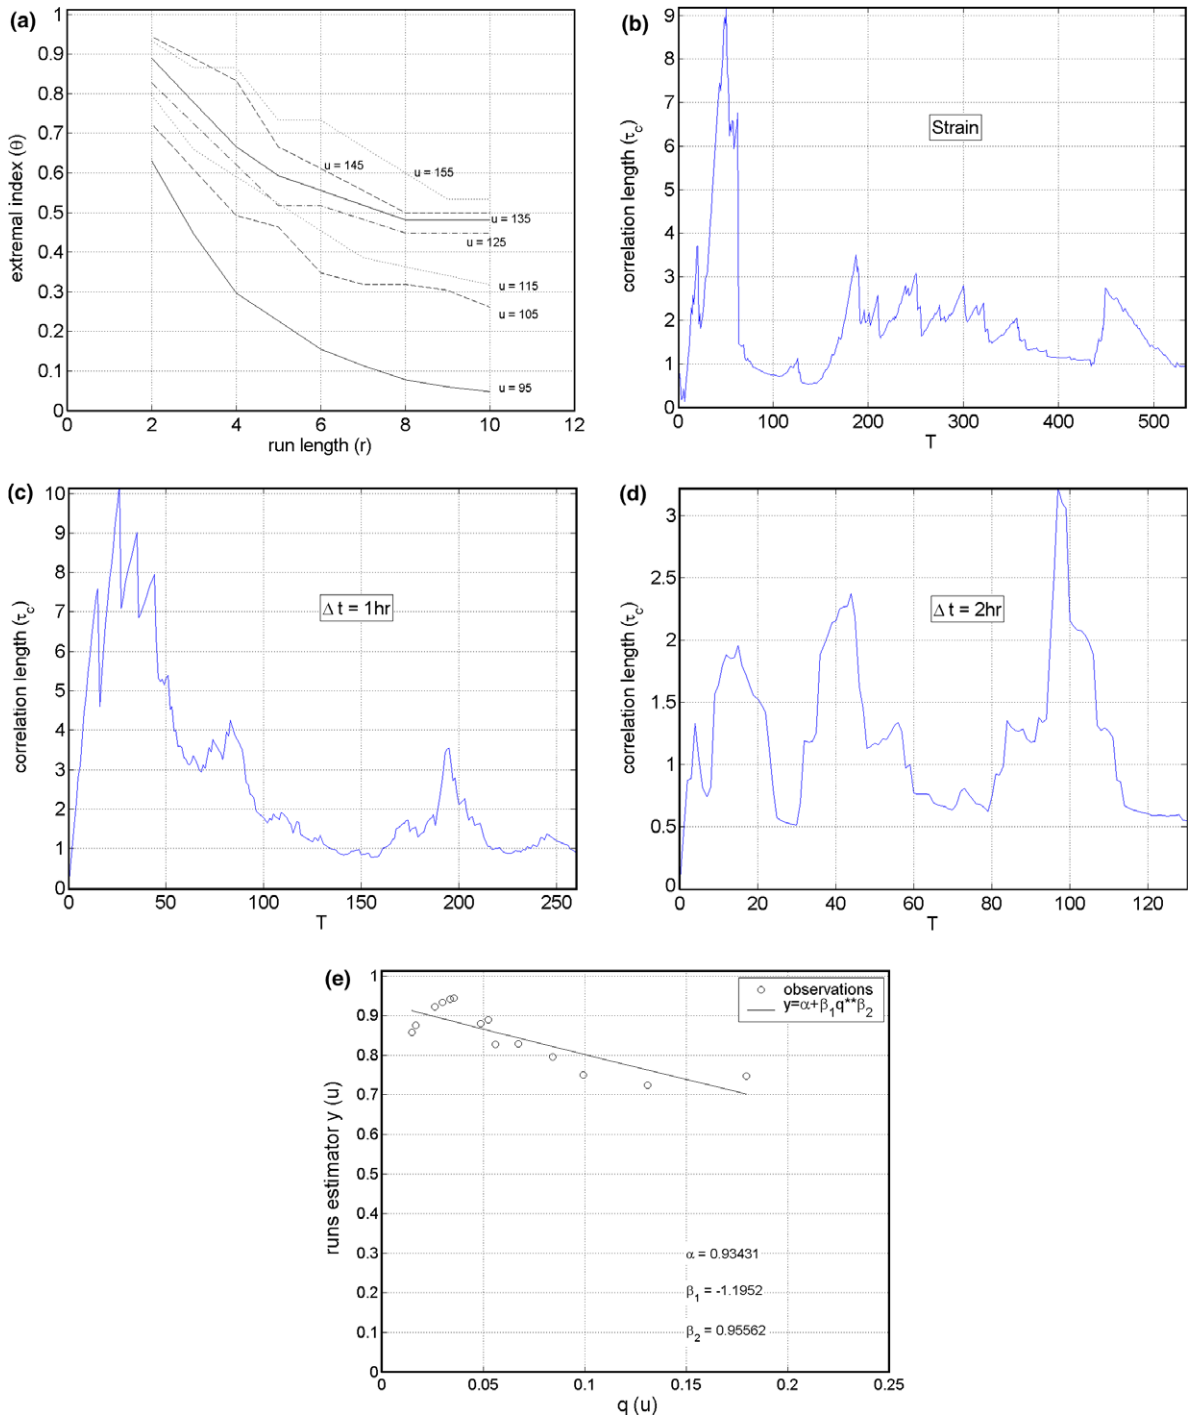 (a)
1
0.9
0.8
0.7
0.6
0.5
0.4
0.3
0.2
0.1
0
extremal index (θ)
u = 145
u = 155
u = 135
u = 125
u = 115
u = 105
u = 95
2 4 6 8 10 12
run length (r)
(b)
9
8
7
6
5
4
3
2
1
0
correlation length (τc)
Strain
0 100 200 300 400 500
T
(c)
10
9
8
7
6
5
4
3
2
1
0
correlation length (τc)
Δ t = 1hr
0 50 100 150 200 250
T
(d)
3
2.5
2
1.5
1
0.5
0
correlation length (τc)
Δ t = 2hr
0 20 40 60 80 100 120
T
(e)
1
0.9
0.8
0.7
0.6
0.5
0.4
0.3
0.2
0.1
0
runs estimator y (u)
observations
y=α+β1q**β2
α = 0.93431
β1 = -1.1952
β2 = 0.95562
0 0.05 0.1 0.15 0.2 0.25
q (u)